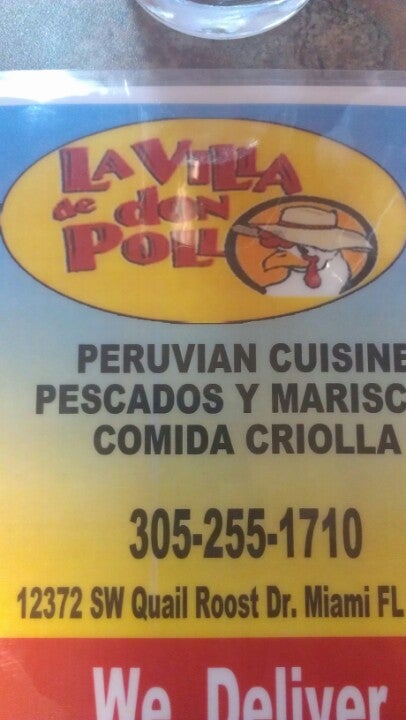 LA VILLA
de don
POLL
PERUVIAN CUISINE
PESCADOS Y MARISC
COMIDA CRIOLLA
305-255-1710
12372 SW Quail Roost Dr. Miami FL
We Deliver